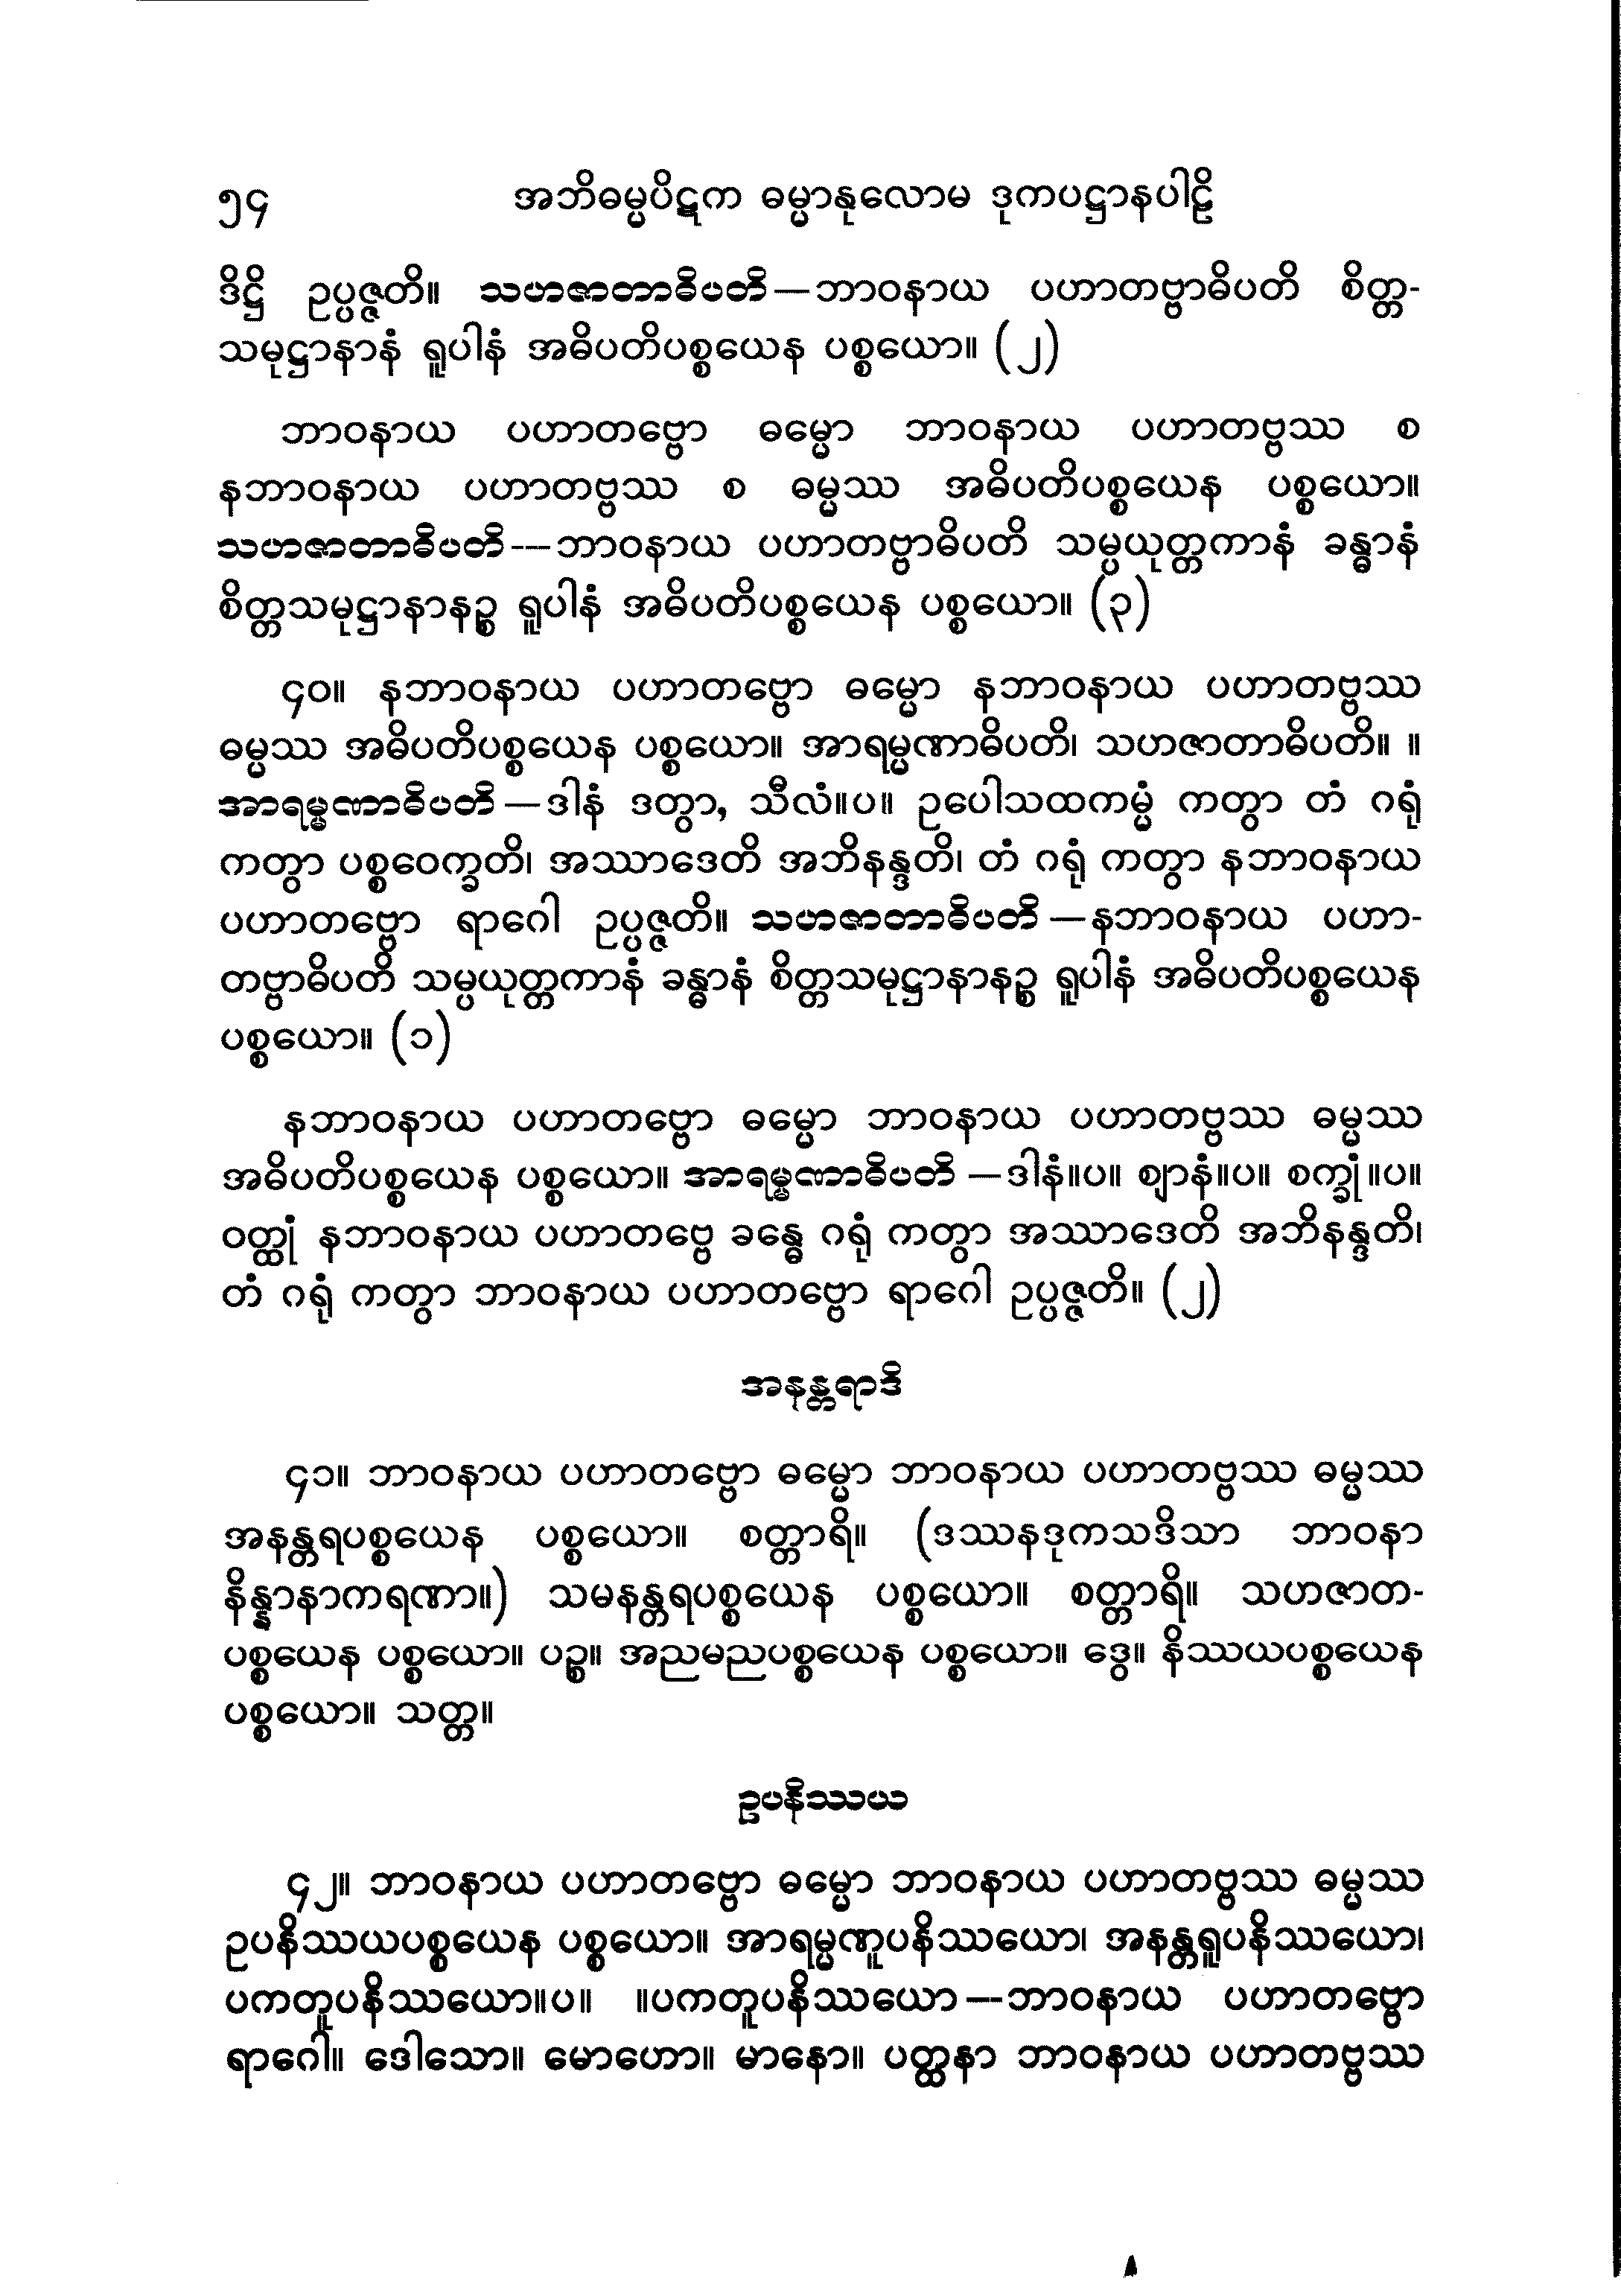 ၅၄ အဘိဓမ္မပိဋက ဓမ္မာနုလောမ ဒုကပဋ္ဌာနပါဠိ
ဒိဋ္ဌိ ဥပ္ပဇ္ဇတိ။ သဟဇာတာဓိပတိ—ဘာဝနာယ ပဟာတဗ္ဗာဓိပတိ စိတ္တ-
သမုဋ္ဌာနာနံ ရူပါနံ အဓိပတိပစ္စယေန ပစ္စယော။ (၂)
ဘာဝနာယ ပဟာတဗ္ဗော ဓမ္မော ဘာဝနာယ ပဟာတဗ္ဗဿ စ
နဘာဝနာယ ပဟာတဗ္ဗဿ စ ဓမ္မဿ အဓိပတိပစ္စယေန ပစ္စယော။
သဟဇာတာဓိပတိ—ဘာဝနာယ ပဟာတဗ္ဗာဓိပတိ သမ္ပယုတ္တကာနံ ခန္ဓာနံ
စိတ္တသမုဋ္ဌာနာနဉ္စ ရူပါနံ အဓိပတိပစ္စယေန ပစ္စယော။ (၃)
၄၀။ နဘာဝနာယ ပဟာတဗ္ဗော ဓမ္မော နဘာဝနာယ ပဟာတဗ္ဗဿ
ဓမ္မဿ အဓိပတိပစ္စယေန ပစ္စယော။ အာရမ္မဏာဓိပတိ၊ သဟဇာတာဓိပတိ။ ။
အာရမ္မဏာဓိပတိ—ဒါနံ ဒတွာ, သီလံ။ပ။ ဥပေါသထကမ္မံ ကတွာ တံ ဂရုံ
ကတွာ ပစ္စဝေက္ခတိ၊ အဿာဒေတိ အဘိနန္ဒတိ၊ တံ ဂရုံ ကတွာ နဘာဝနာယ
ပဟာတဗ္ဗော ရာဂေါ ဥပ္ပဇ္ဇတိ။ သဟဇာတာဓိပတိ—နဘာဝနာယ ပဟာ-
တဗ္ဗာဓိပတိ သမ္ပယုတ္တကာနံ ခန္ဓာနံ စိတ္တသမုဋ္ဌာနာနဉ္စ ရူပါနံ အဓိပတိပစ္စယေန
ပစ္စယော။ (၁)
နဘာဝနာယ ပဟာတဗ္ဗော ဓမ္မော ဘာဝနာယ ပဟာတဗ္ဗဿ ဓမ္မဿ
အဓိပတိပစ္စယေန ပစ္စယော။ အာရမ္မဏာဓိပတိ—ဒါနံ။ပ။ ဈာနံ။ပ။ စက္ခုံ။ပ။
ဝတ္ထုံ နဘာဝနာယ ပဟာတဗ္ဗေ ခန္ဓေ ဂရုံ ကတွာ အဿာဒေတိ အဘိနန္ဒတိ၊
တံ ဂရုံ ကတွာ ဘာဝနာယ ပဟာတဗ္ဗော ရာဂေါ ဥပ္ပဇ္ဇတိ။ (၂)
အနန္တရာဒိ
၄၁။ ဘာဝနာယ ပဟာတဗ္ဗော ဓမ္မော ဘာဝနာယ ပဟာတဗ္ဗဿ ဓမ္မဿ
အနန္တရပစ္စယေန ပစ္စယော။ စတ္တာရိ။ (ဒဿနဒုကသဒိသာ ဘာဝနာ
နိန္နာနာကရဏာ။) သမနန္တရပစ္စယေန ပစ္စယော။ စတ္တာရိ။ သဟဇာတ-
ပစ္စယေန ပစ္စယော။ ပဉ္စ။ အညမညပစ္စယေန ပစ္စယော။ ဒွေ။ နိဿယပစ္စယေန
ပစ္စယော။ သတ္တ။
ဥပနိဿယ
၄၂။ ဘာဝနာယ ပဟာတဗ္ဗော ဓမ္မော ဘာဝနာယ ပဟာတဗ္ဗဿ ဓမ္မဿ
ဥပနိဿယပစ္စယေန ပစ္စယော။ အာရမ္မဏူပနိဿယော၊ အနန္တရူပနိဿယော၊
ပကတူပနိဿယော။ပ။ ။ပကတူပနိဿယော—ဘာဝနာယ ပဟာတဗ္ဗော
ရာဂေါ။ ဒေါသော။ မောဟော။ မာနော။ ပတ္ထနာ ဘာဝနာယ ပဟာတဗ္ဗဿ